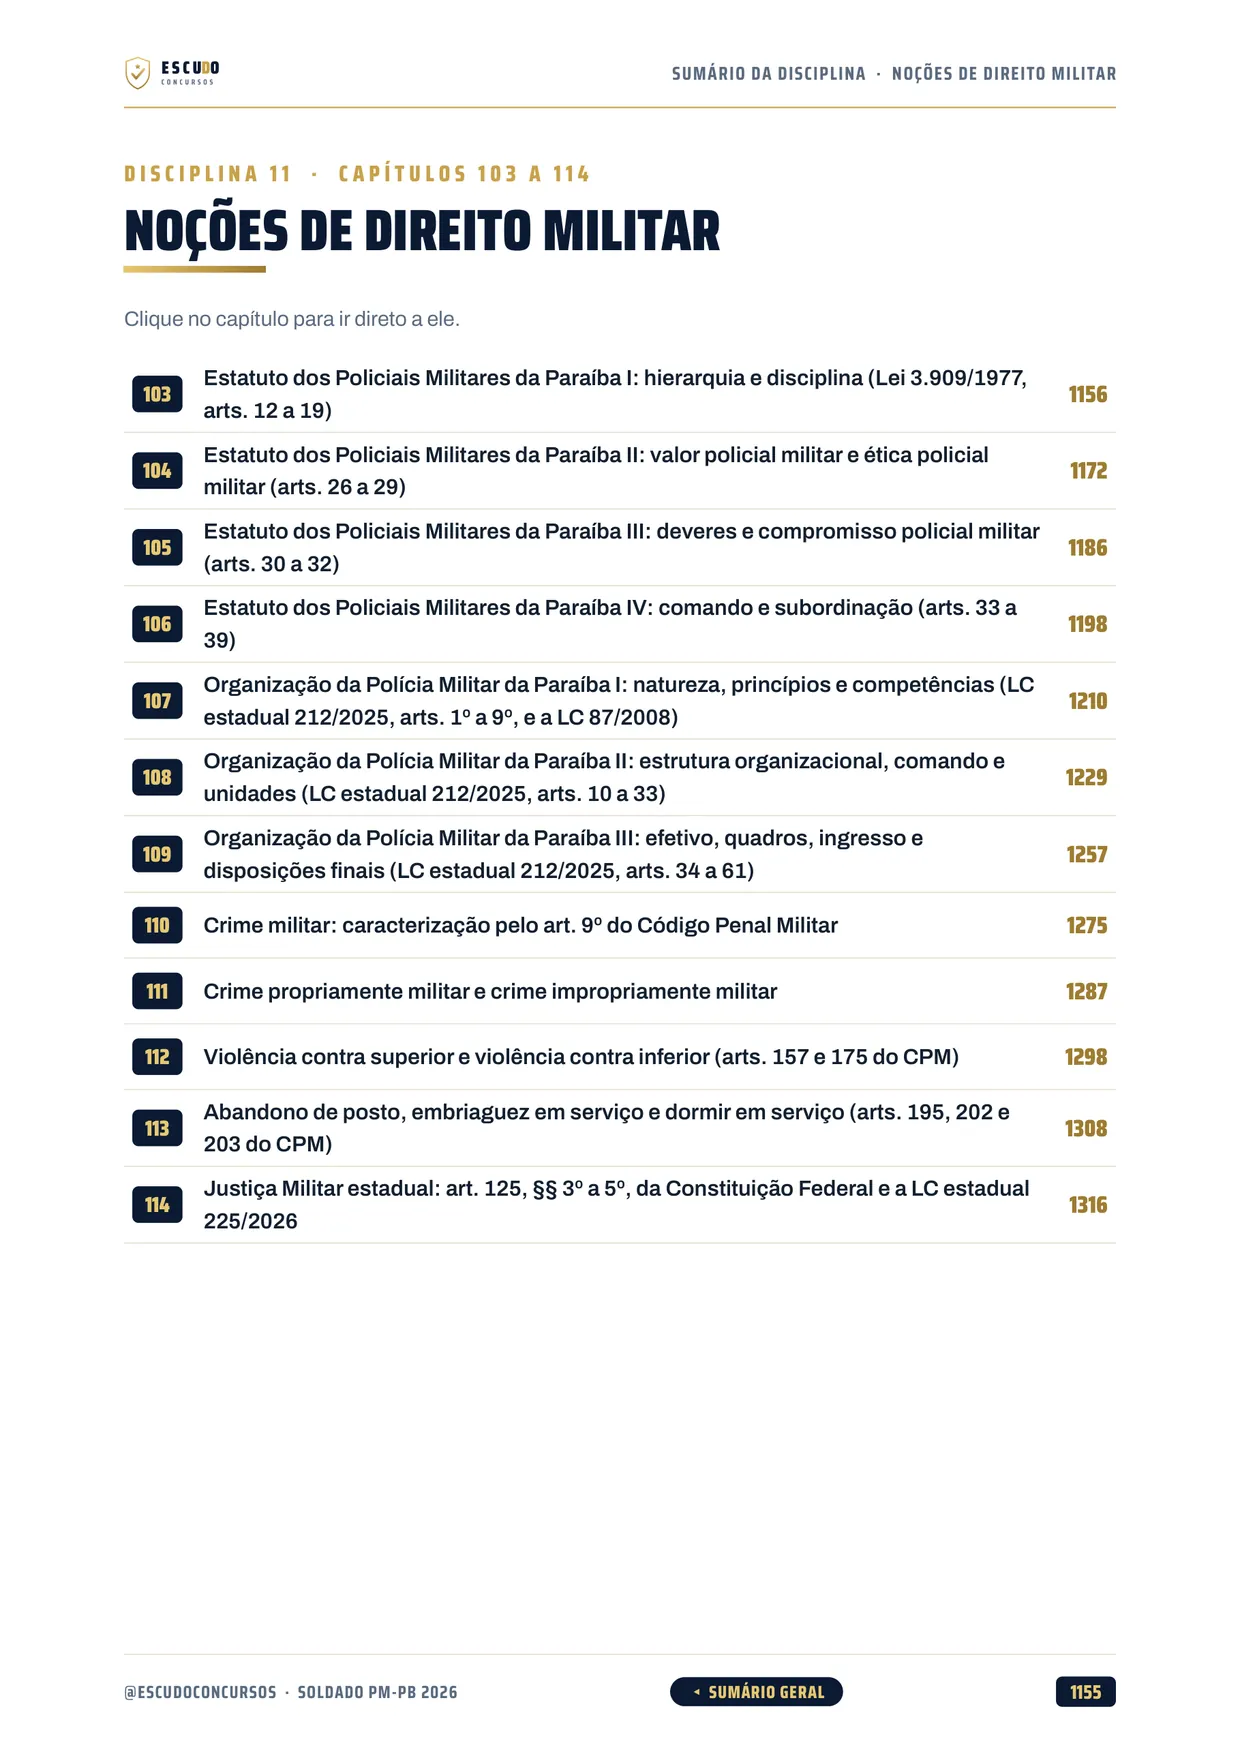 ESCUDO
CONCURSOS
SUMÁRIO DA DISCIPLINA · NOÇÕES DE DIREITO MILITAR
DISCIPLINA 11 · CAPÍTULOS 103 A 114
NOÇÕES DE DIREITO MILITAR
Clique no capítulo para ir direto a ele.
103 Estatuto dos Policiais Militares da Paraíba I: hierarquia e disciplina (Lei 3.909/1977, 1156
arts. 12 a 19)
104 Estatuto dos Policiais Militares da Paraíba II: valor policial militar e ética policial 1172
militar (arts. 26 a 29)
105 Estatuto dos Policiais Militares da Paraíba III: deveres e compromisso policial militar 1186
(arts. 30 a 32)
106 Estatuto dos Policiais Militares da Paraíba IV: comando e subordinação (arts. 33 a 1198
39)
107 Organização da Polícia Militar da Paraíba I: natureza, princípios e competências (LC 1210
estadual 212/2025, arts. 1º a 9º, e a LC 87/2008)
108 Organização da Polícia Militar da Paraíba II: estrutura organizacional, comando e 1229
unidades (LC estadual 212/2025, arts. 10 a 33)
109 Organização da Polícia Militar da Paraíba III: efetivo, quadros, ingresso e 1257
disposições finais (LC estadual 212/2025, arts. 34 a 61)
110 Crime militar: caracterização pelo art. 9º do Código Penal Militar 1275
111 Crime propriamente militar e crime impropriamente militar 1287
112 Violência contra superior e violência contra inferior (arts. 157 e 175 do CPM) 1298
113 Abandono de posto, embriaguez em serviço e dormir em serviço (arts. 195, 202 e 1308
203 do CPM)
114 Justiça Militar estadual: art. 125, §§ 3º a 5º, da Constituição Federal e a LC estadual 1316
225/2026
@ESCUDOCONCURSOS · SOLDADO PM-PB 2026
◂ SUMÁRIO GERAL
1155